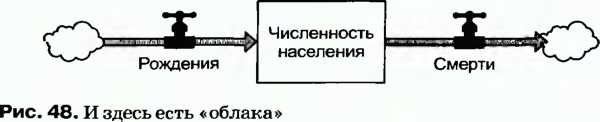 Численность
населения
Рождения
Смерти
Рис. 48. И здесь есть «облака»